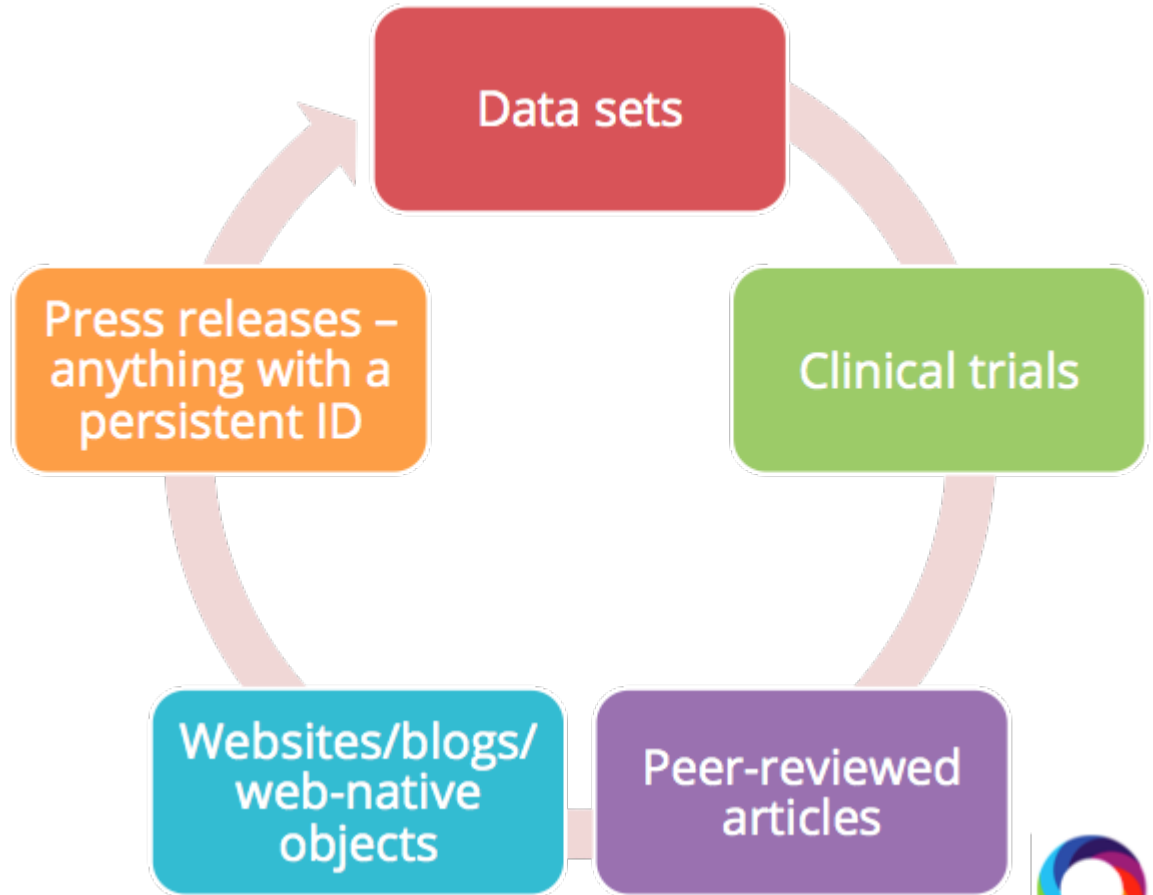 Data sets
Clinical trials
Peer-reviewed
articles
Websites/blogs/
web-native
objects
Press releases –
anything with a
persistent ID